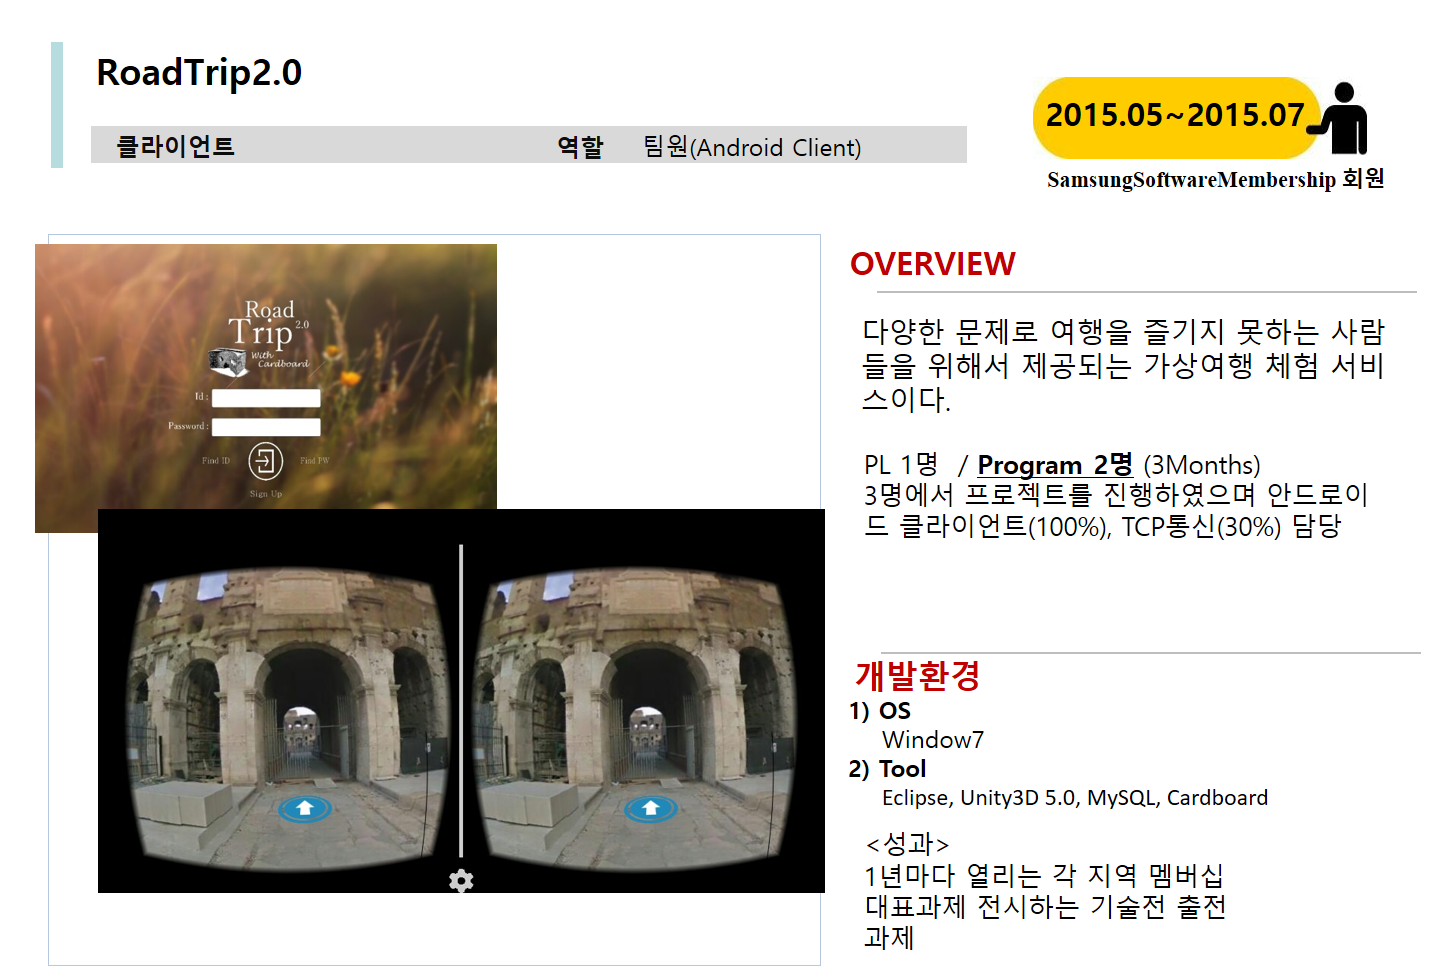 RoadTrip2.0
클라이언트 역할 팀원(Android Client)
2015.05~2015.07
SamsungSoftwareMembership 회원
Road
Trip 2.0
With
Cardboard
Id :
Password :
Find ID Find PW
Sign Up
OVERVIEW
다양한 문제로 여행을 즐기지 못하는 사람
들을 위해서 제공되는 가상여행 체험 서비
스이다.
PL 1명 / Program 2명 (3Months)
3명에서 프로젝트를 진행하였으며 안드로이
드 클라이언트(100%), TCP통신(30%) 담당
개발환경
1) OS
Window7
2) Tool
Eclipse, Unity3D 5.0, MySQL, Cardboard
<성과>
1년마다 열리는 각 지역 멤버십
대표과제 전시하는 기술전 출전
과제